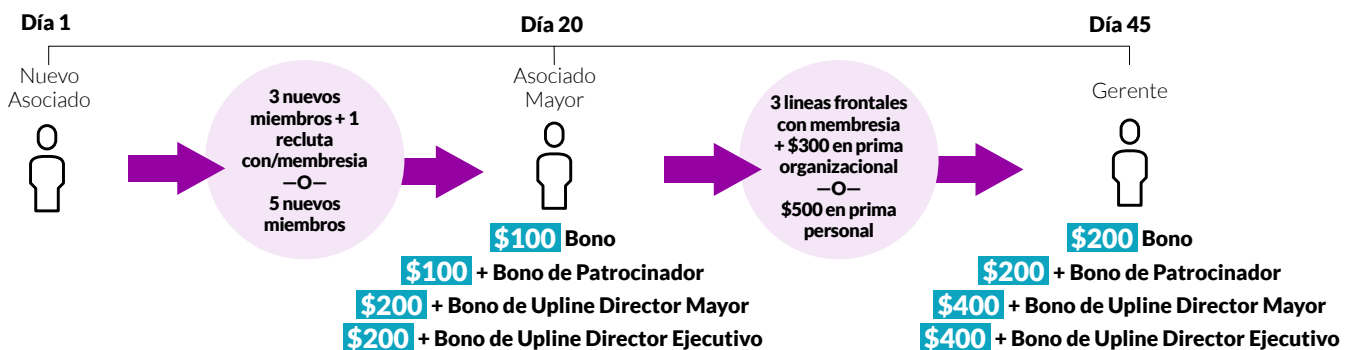 Día 1
Día 20
Día 45
Nuevo
Asociado
3 nuevos
miembros + 1
recluta
con/membresia
—O—
5 nuevos
miembros
Asociado
Mayor
3 lineas frontales
con membresia
+ $300 en prima
organizacional
—O—
$500 en prima
personal
Gerente
$100 Bono
$100 + Bono de Patrocinador
$200 + Bono de Upline Director Mayor
$200 + Bono de Upline Director Ejecutivo
$200 Bono
$200 + Bono de Patrocinador
$400 + Bono de Upline Director Mayor
$400 + Bono de Upline Director Ejecutivo